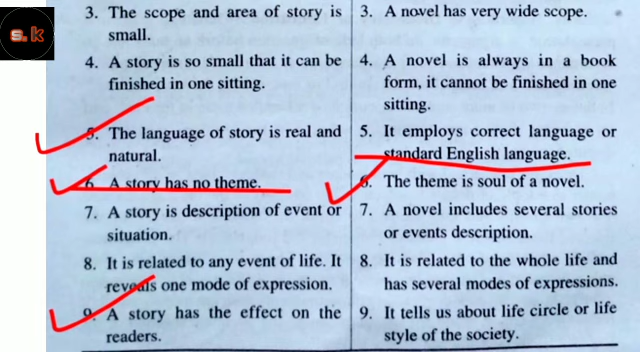 s.k
3. The scope and area of story is
small.
4. A story is so small that it can be
finished in one sitting.
5. The language of story is real and
natural.
6. A story has no theme.
7. A story is description of event or
situation.
8. It is related to any event of life. It
reveals one mode of expression.
9. A story has the effect on the
readers.
3. A novel has very wide scope.
4. A novel is always in a book
form, it cannot be finished in one
sitting.
5. It employs correct language or
standard English language.
6. The theme is soul of a novel.
7. A novel includes several stories
or events description.
8. It is related to the whole life and
has several modes of expressions.
9. It tells us about life circle or life
style of the society.